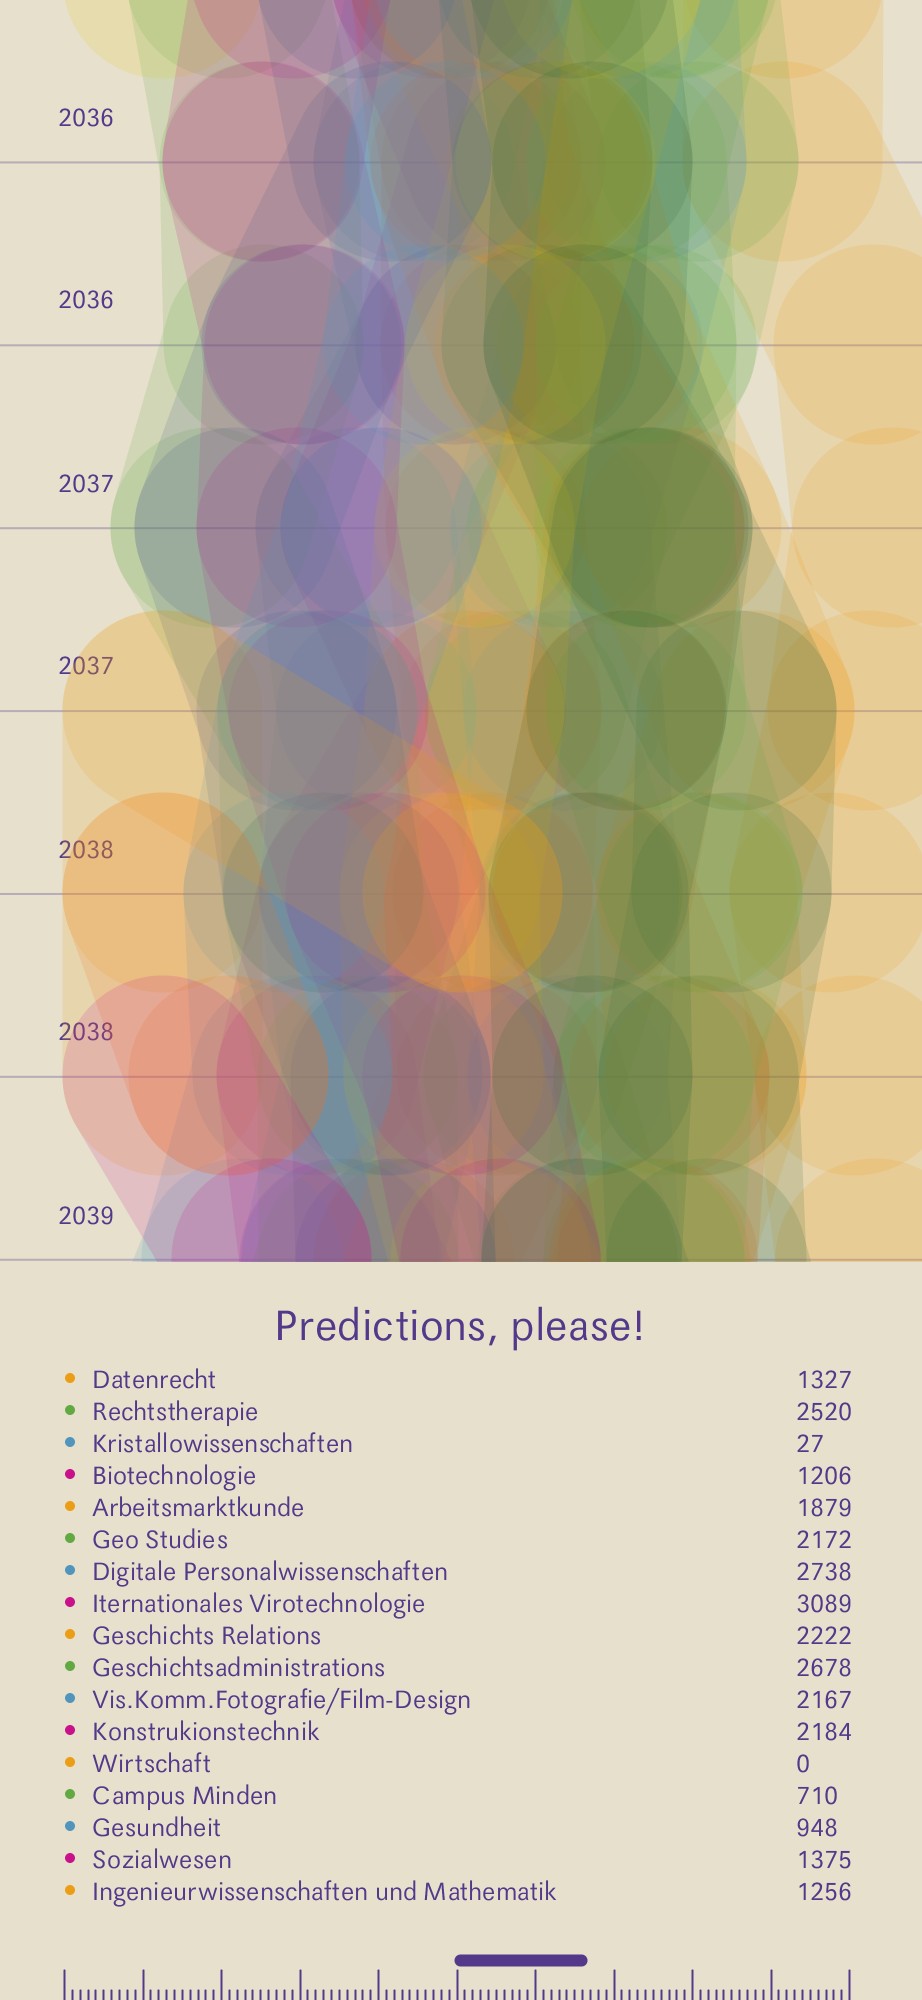 2036
2036
2037
2037
2038
2038
2039
Predictions, please!
Datenrecht 1327
Rechtstherapie 2520
Kristallowissenschaften 27
Biotechnologie 1206
Arbeitsmarktkunde 1879
Geo Studies 2172
Digitale Personalwissenschaften 2738
Iternationales Virotechnologie 3089
Geschichts Relations 2222
Geschichtsadministrations 2678
Vis.Komm.Fotografie/Film-Design 2167
Konstrukionstechnik 2184
Wirtschaft 0
Campus Minden 710
Gesundheit 948
Sozialwesen 1375
Ingenieurwissenschaften und Mathematik 1256